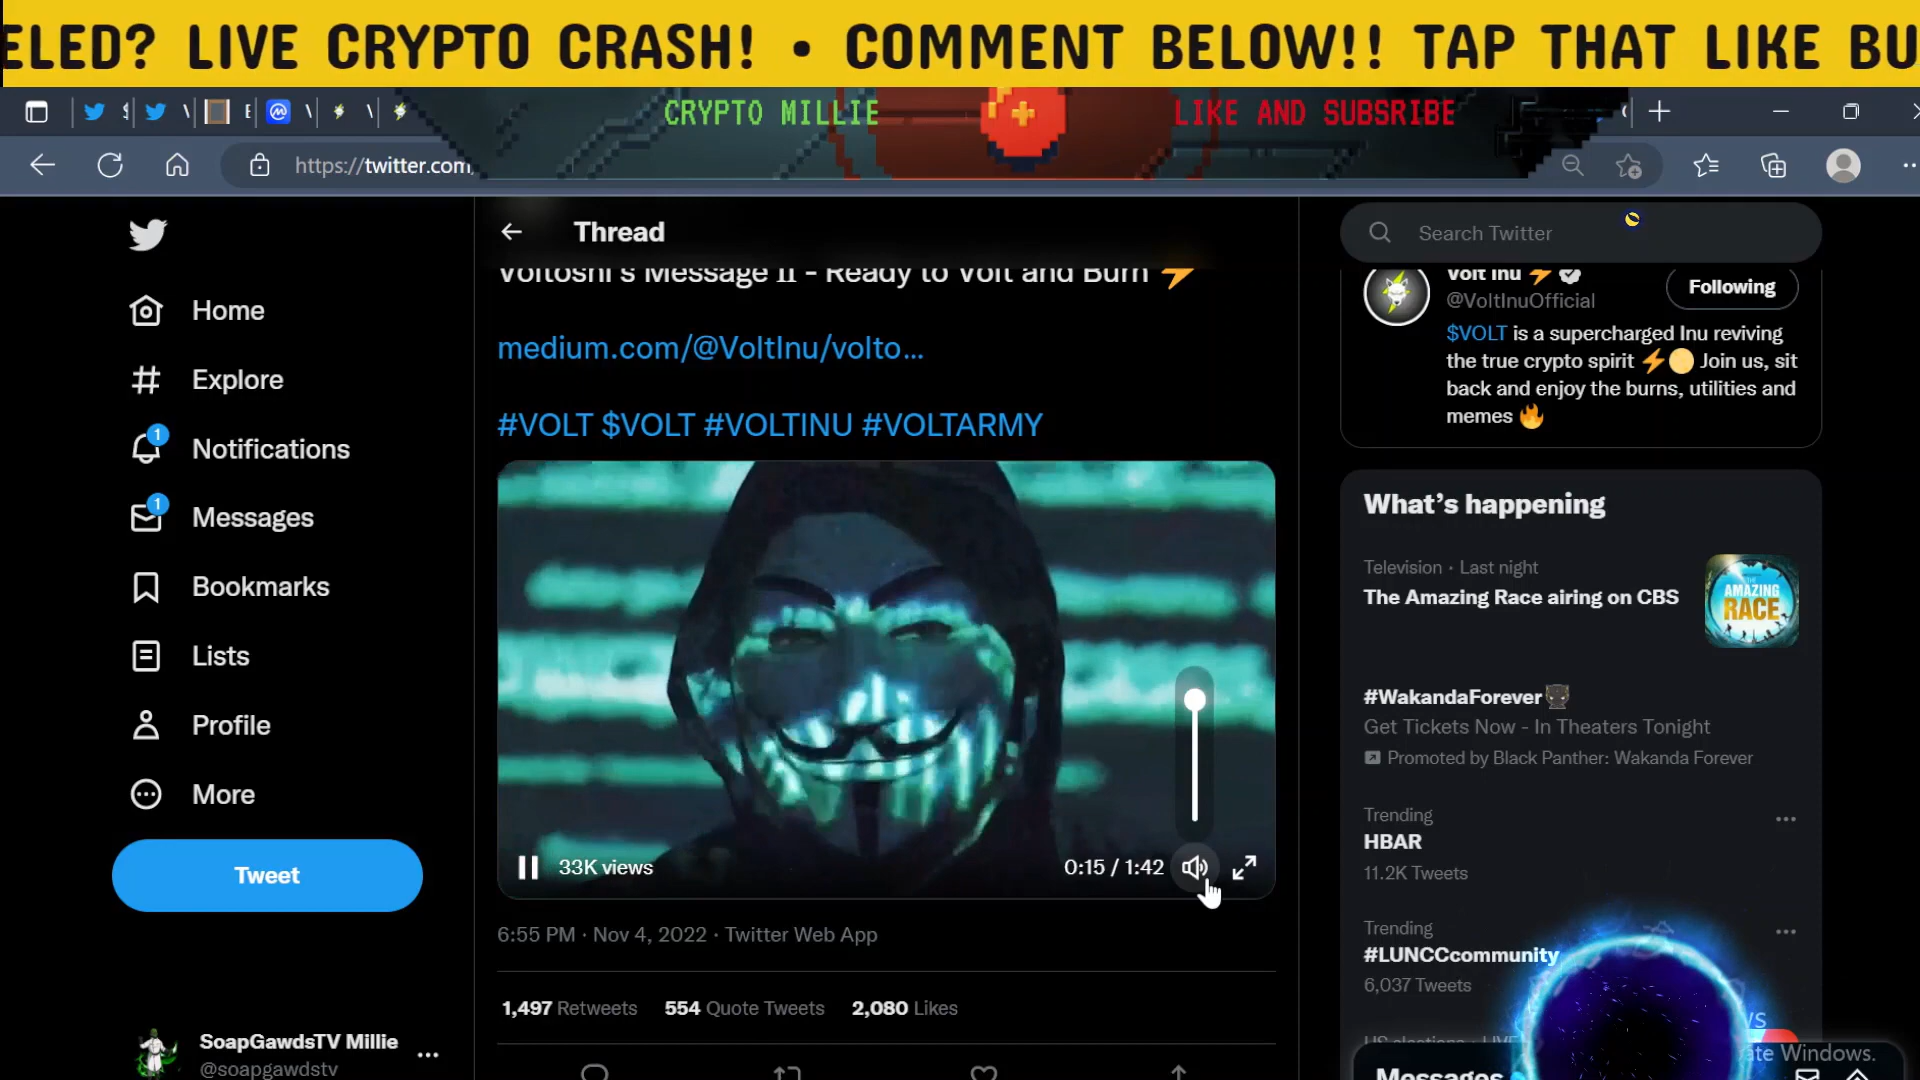 ELED? LIVE CRYPTO CRASH! • COMMENT BELOW!! TAP THAT LIKE BU
CRYPTO MILLIE
LIKE AND SUBSRIBE
https://twitter.com
Thread
Search Twitter
Voltoshi's Message II - Ready to Volt and Burn ⚡
medium.com/@VoltInu/volto...
#VOLT $VOLT #VOLTINU #VOLTARMY
Home
Explore
1
Notifications
1
Messages
Bookmarks
Lists
Profile
More
Tweet
SoapGawdsTV Millie
@soapgawdstv
33K views
0:15 / 1:42
6:55 PM · Nov 4, 2022 · Twitter Web App
1,497 Retweets 554 Quote Tweets 2,080 Likes
Volt Inu ⚡
@VoltInuOfficial
Following
$VOLT is a supercharged Inu reviving
the true crypto spirit ⚡🟡 Join us, sit
back and enjoy the burns, utilities and
memes 🔥
What's happening
Television · Last night
The Amazing Race airing on CBS
THE
AMAZING
RACE
#WakandaForever
Get Tickets Now - In Theaters Tonight
Promoted by Black Panther: Wakanda Forever
Trending
HBAR
11.2K Tweets
Trending
#LUNCCcommunity
6,037 Tweets
Messages
ate Windows.